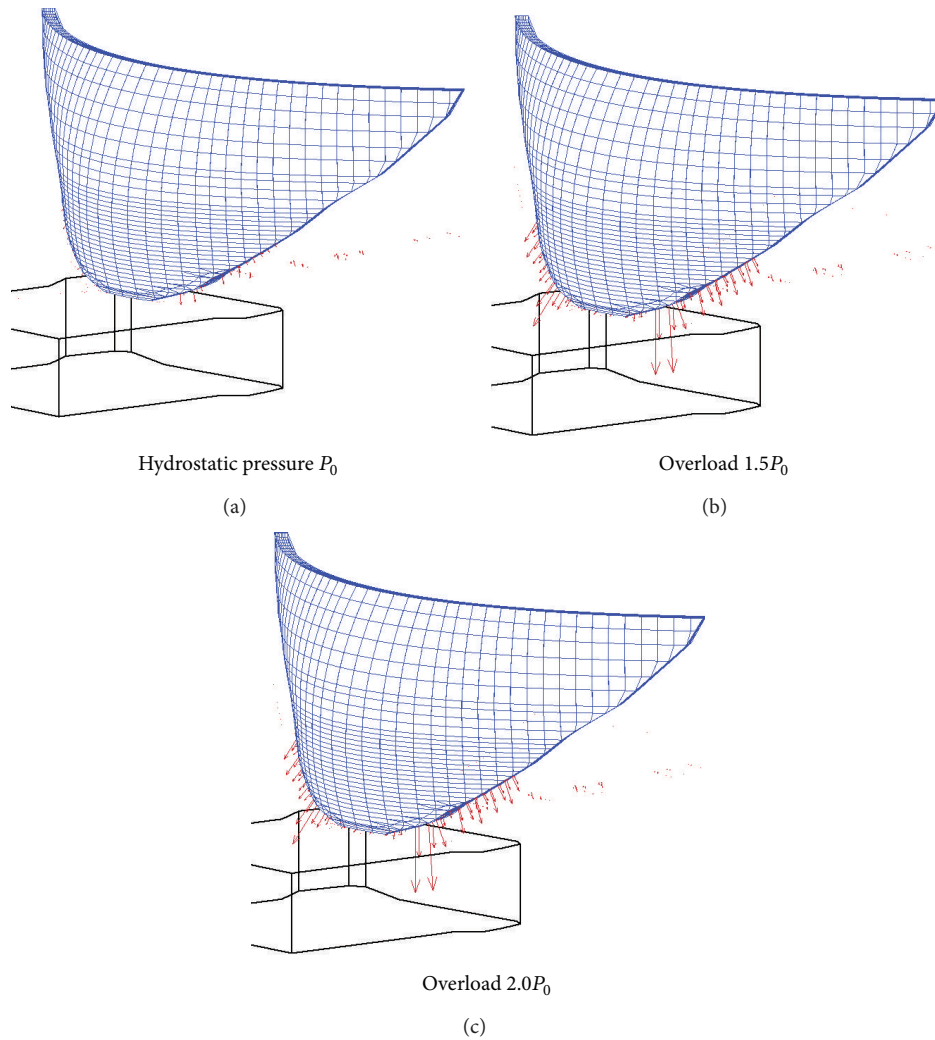 Hydrostatic pressure P₀
(a)
Overload 1.5P₀
(b)
Overload 2.0P₀
(c)